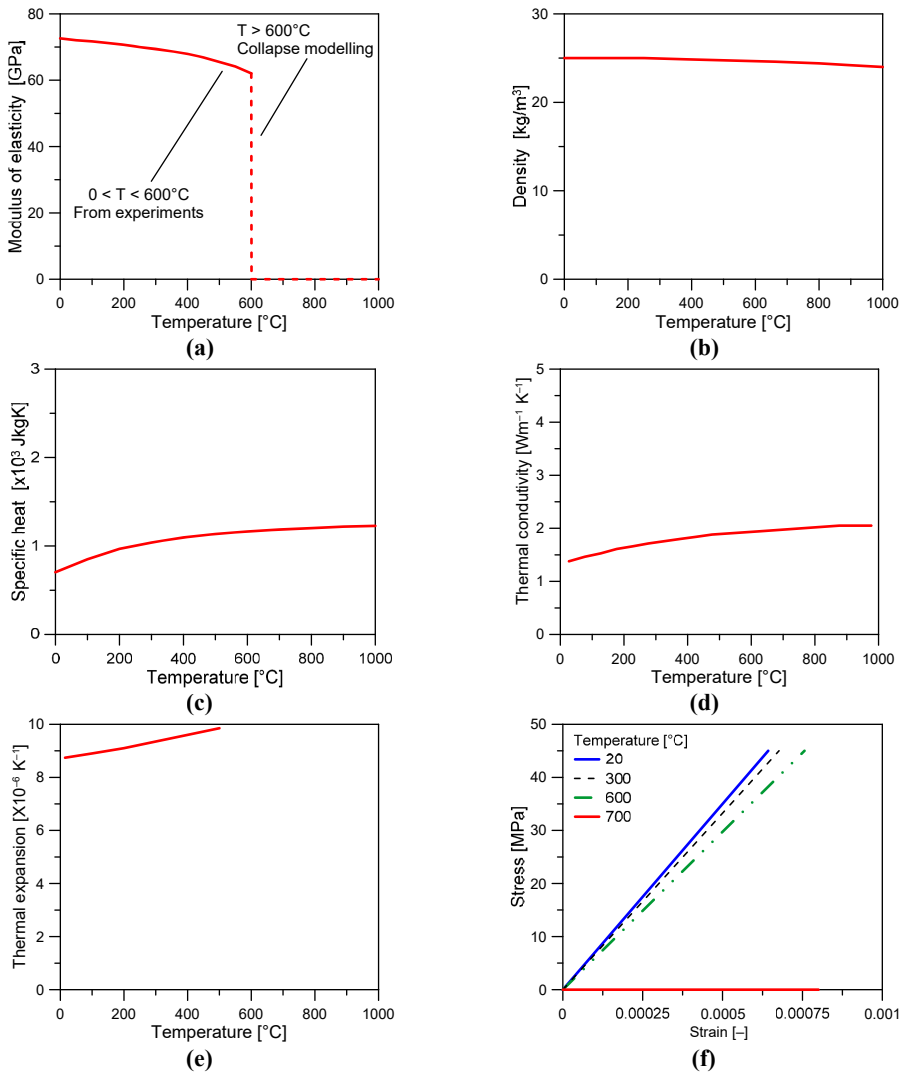 80
60
40
20
0
Modulus of elasticity [GPa]
T > 600°C
Collapse modelling
0 < T < 600°C
From experiments
0 200 400 600 800 1000
Temperature [°C]
(a)
30
20
10
0
Density [kg/m³]
0 200 400 600 800 1000
Temperature [°C]
(b)
3
2
1
0
Specific heat [x10³ JkgK]
0 200 400 600 800 1000
Temperature [°C]
(c)
5
4
3
2
1
0
Thermal condutivity [Wm⁻¹ K⁻¹]
0 200 400 600 800 1000
Temperature [°C]
(d)
10
8
6
4
2
0
Thermal expansion [X10⁻⁶ K⁻¹]
0 200 400 600 800 1000
Temperature [°C]
(e)
50
40
30
20
10
0
Stress [MPa]
Temperature [°C]
20
300
600
700
0 0.00025 0.0005 0.00075 0.001
Strain [–]
(f)